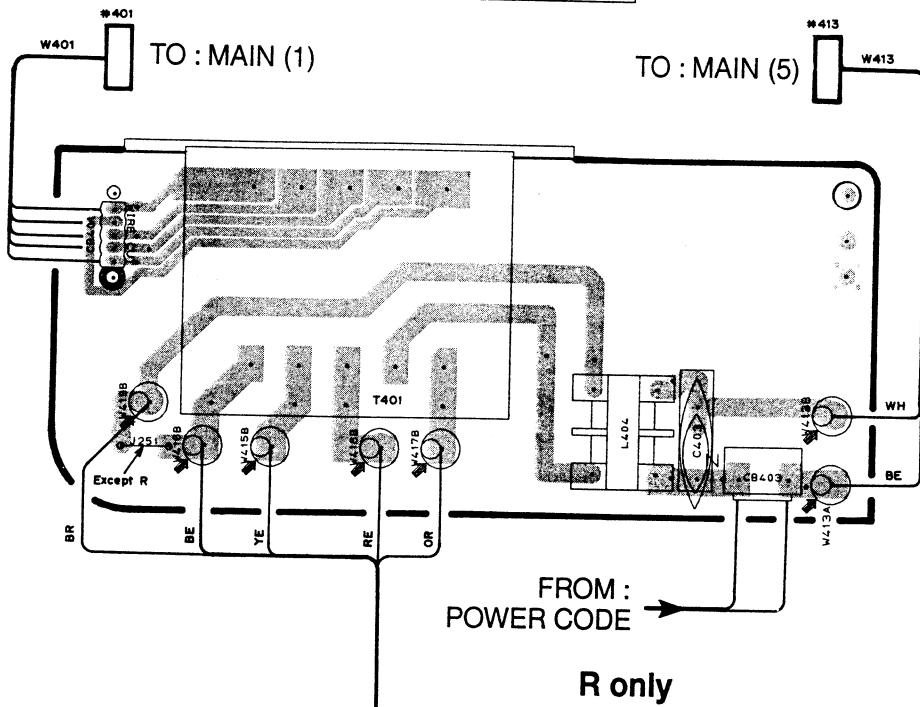 #401
W401
TO : MAIN (1)
#413
TO : MAIN (5)
W413
CB401
T401
W418B
J251
Except R
W415B
W416B
W417B
L404
C403
CB403
W413B
W413A
WH
BE
BR
BE
YE
RE
OR
FROM :
POWER CODE
R only